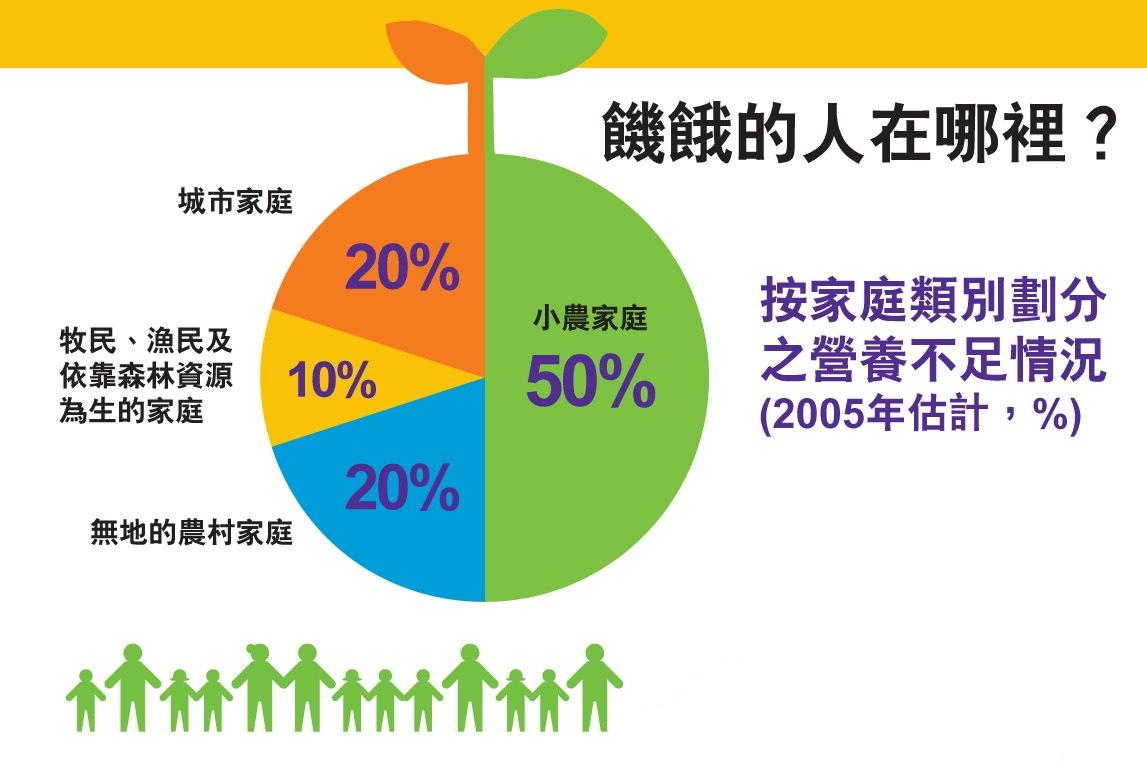 饑餓的人在哪裡？
城市家庭
20%
小農家庭
50%
按家庭類別劃分
之營養不足情況
(2005年估計，%)
牧民、漁民及
依靠森林資源
為生的家庭
10%
20%
無地的農村家庭